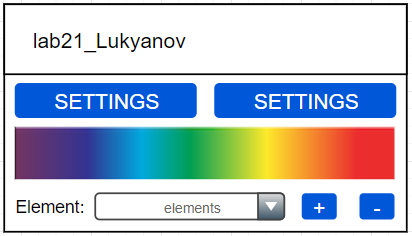 lab21_Lukyanov
SETTINGS SETTINGS
Element: elements + -